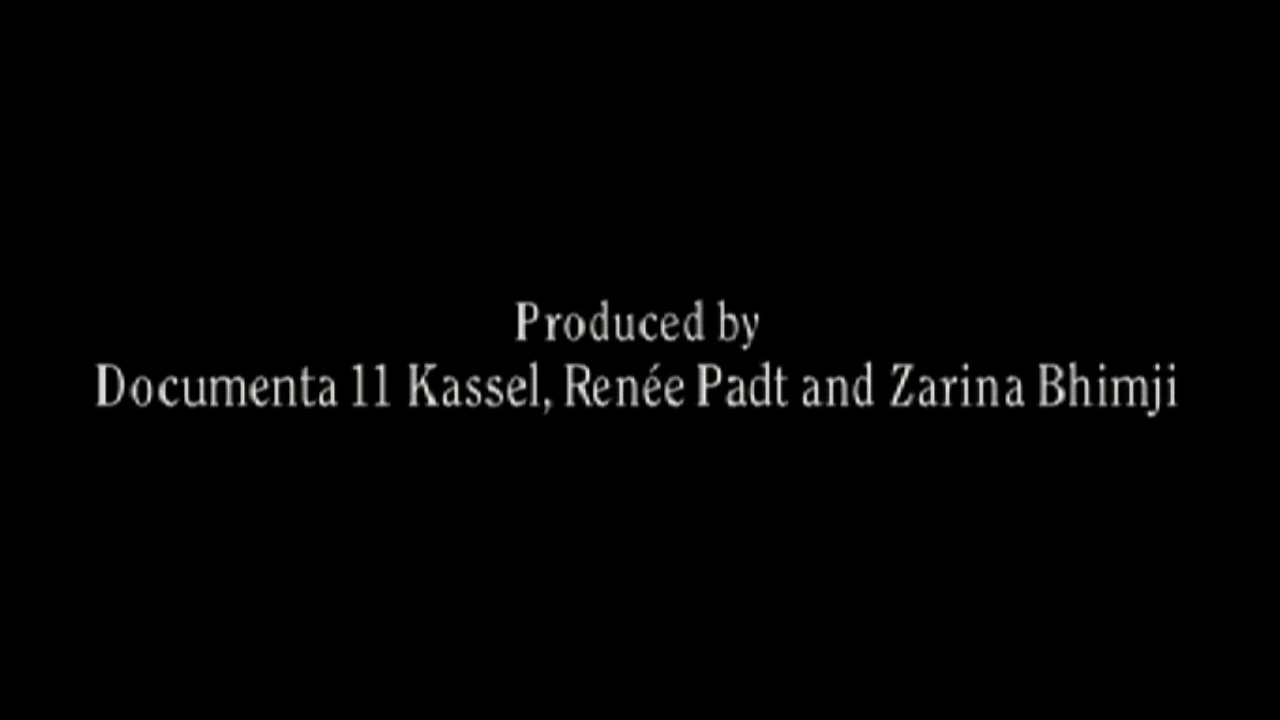 Produced by
Documenta 11 Kassel, Renée Padt and Zarina Bhimji